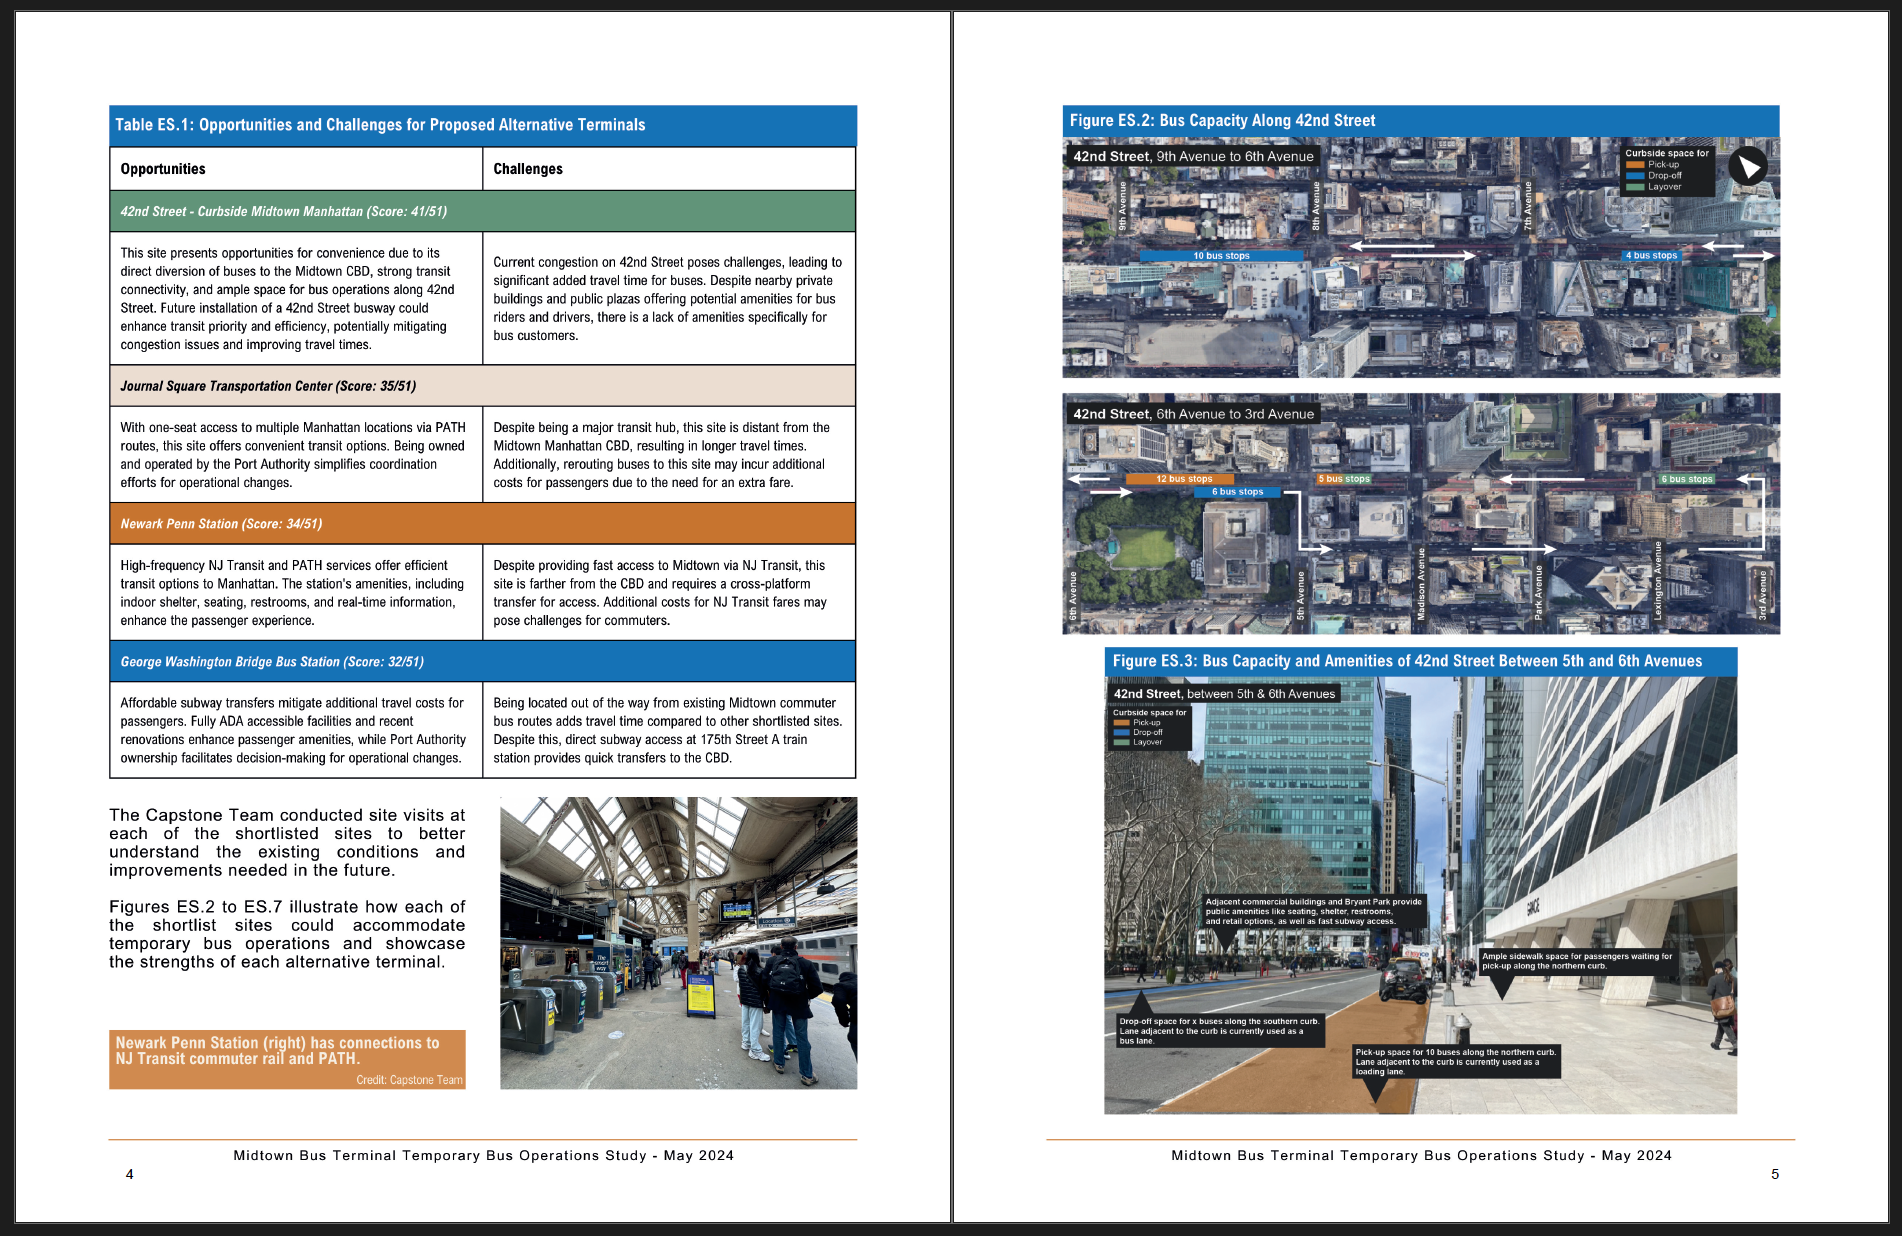 Table ES.1: Opportunities and Challenges for Proposed Alternative Terminals
Opportunities
Challenges
42nd Street - Curbside Midtown Manhattan (Score: 41/51)
This site presents opportunities for convenience due to its
direct diversion of buses to the Midtown CBD, strong transit
connectivity, and ample space for bus operations along 42nd
Street. Future installation of a 42nd Street busway could
enhance transit priority and efficiency, potentially mitigating
congestion issues and improving travel times.
Current congestion on 42nd Street poses challenges, leading to
significant added travel time for buses. Despite nearby private
buildings and public plazas offering potential amenities for bus
riders and drivers, there is a lack of amenities specifically for
bus customers.
Journal Square Transportation Center (Score: 35/51)
With one-seat access to multiple Manhattan locations via PATH
routes, this site offers convenient transit options. Being owned
and operated by the Port Authority simplifies coordination
efforts for operational changes.
Despite being a major transit hub, this site is distant from the
Midtown Manhattan CBD, resulting in longer travel times.
Additionally, rerouting buses to this site may incur additional
costs for passengers due to the need for an extra fare.
Newark Penn Station (Score: 34/51)
High-frequency NJ Transit and PATH services offer efficient
transit options to Manhattan. The station's amenities, including
indoor shelter, seating, restrooms, and real-time information,
enhance the passenger experience.
Despite providing fast access to Midtown via NJ Transit, this
site is farther from the CBD and requires a cross-platform
transfer for access. Additional costs for NJ Transit fares may
pose challenges for commuters.
George Washington Bridge Bus Station (Score: 32/51)
Affordable subway transfers mitigate additional travel costs for
passengers. Fully ADA accessible facilities and recent
renovations enhance passenger amenities, while Port Authority
ownership facilitates decision-making for operational changes.
Being located out of the way from existing Midtown commuter
bus routes adds travel time compared to other shortlisted sites.
Despite this, direct subway access at 175th Street A train
station provides quick transfers to the CBD.
The Capstone Team conducted site visits at
each of the shortlisted sites to better
understand the existing conditions and
improvements needed in the future.
Figures ES.2 to ES.7 illustrate how each of
the shortlist sites could accommodate
temporary bus operations and showcase
the strengths of each alternative terminal.
Newark Penn Station (right) has connections to
NJ Transit commuter rail and PATH.
Credit: Capstone Team
The
smart
way
Midtown Bus Terminal Temporary Bus Operations Study - May 2024
4
Figure ES.2: Bus Capacity Along 42nd Street
42nd Street, 9th Avenue to 6th Avenue
Curbside space for
Pick-up
Drop-off
Layover
9th Avenue
8th Avenue
7th Avenue
10 bus stops
4 bus stops
42nd Street, 6th Avenue to 3rd Avenue
12 bus stops
6 bus stops
5 bus stops
6 bus stops
6th Avenue
5th Avenue
Madison Avenue
Park Avenue
Lexington Avenue
3rd Avenue
Figure ES.3: Bus Capacity and Amenities of 42nd Street Between 5th and 6th Avenues
42nd Street, between 5th & 6th Avenues
Curbside space for
Pick-up
Drop-off
Layover
Adjacent commercial buildings and Bryant Park provide
public amenities like seating, shelter, restrooms,
and retail options, as well as fast subway access.
Ample sidewalk space for passengers waiting for
pick-up along the northern curb.
Drop-off space for x buses along the southern curb.
Lane adjacent to the curb is currently used as a
bus lane.
Pick-up space for 10 buses along the northern curb.
Lane adjacent to the curb is currently used as a
loading lane.
Midtown Bus Terminal Temporary Bus Operations Study - May 2024
5